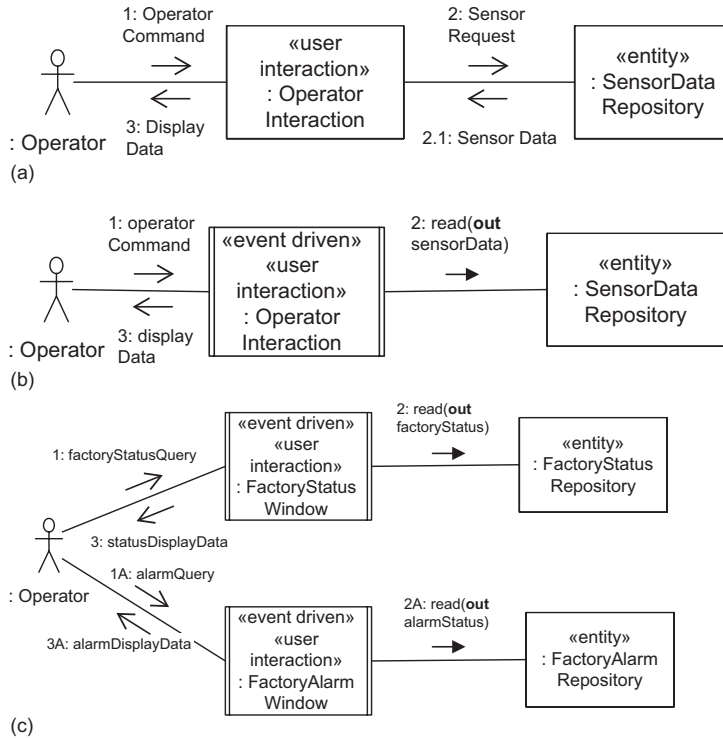 1: Operator
Command
2: Sensor
Request
«user
interaction»
: Operator
Interaction
«entity»
: SensorData
Repository
3: Display
Data
2.1: Sensor Data
: Operator
(a)
1: operator
Command
2: read(out
sensorData)
«event driven»
«user
interaction»
: Operator
Interaction
«entity»
: SensorData
Repository
3: display
Data
: Operator
(b)
1: factoryStatusQuery
«event driven»
«user
interaction»
: FactoryStatus
Window
2: read(out
factoryStatus)
«entity»
: FactoryStatus
Repository
3: statusDisplayData
: Operator
1A: alarmQuery
3A: alarmDisplayData
«event driven»
«user
interaction»
: FactoryAlarm
Window
2A: read(out
alarmStatus)
«entity»
: FactoryAlarm
Repository
(c)